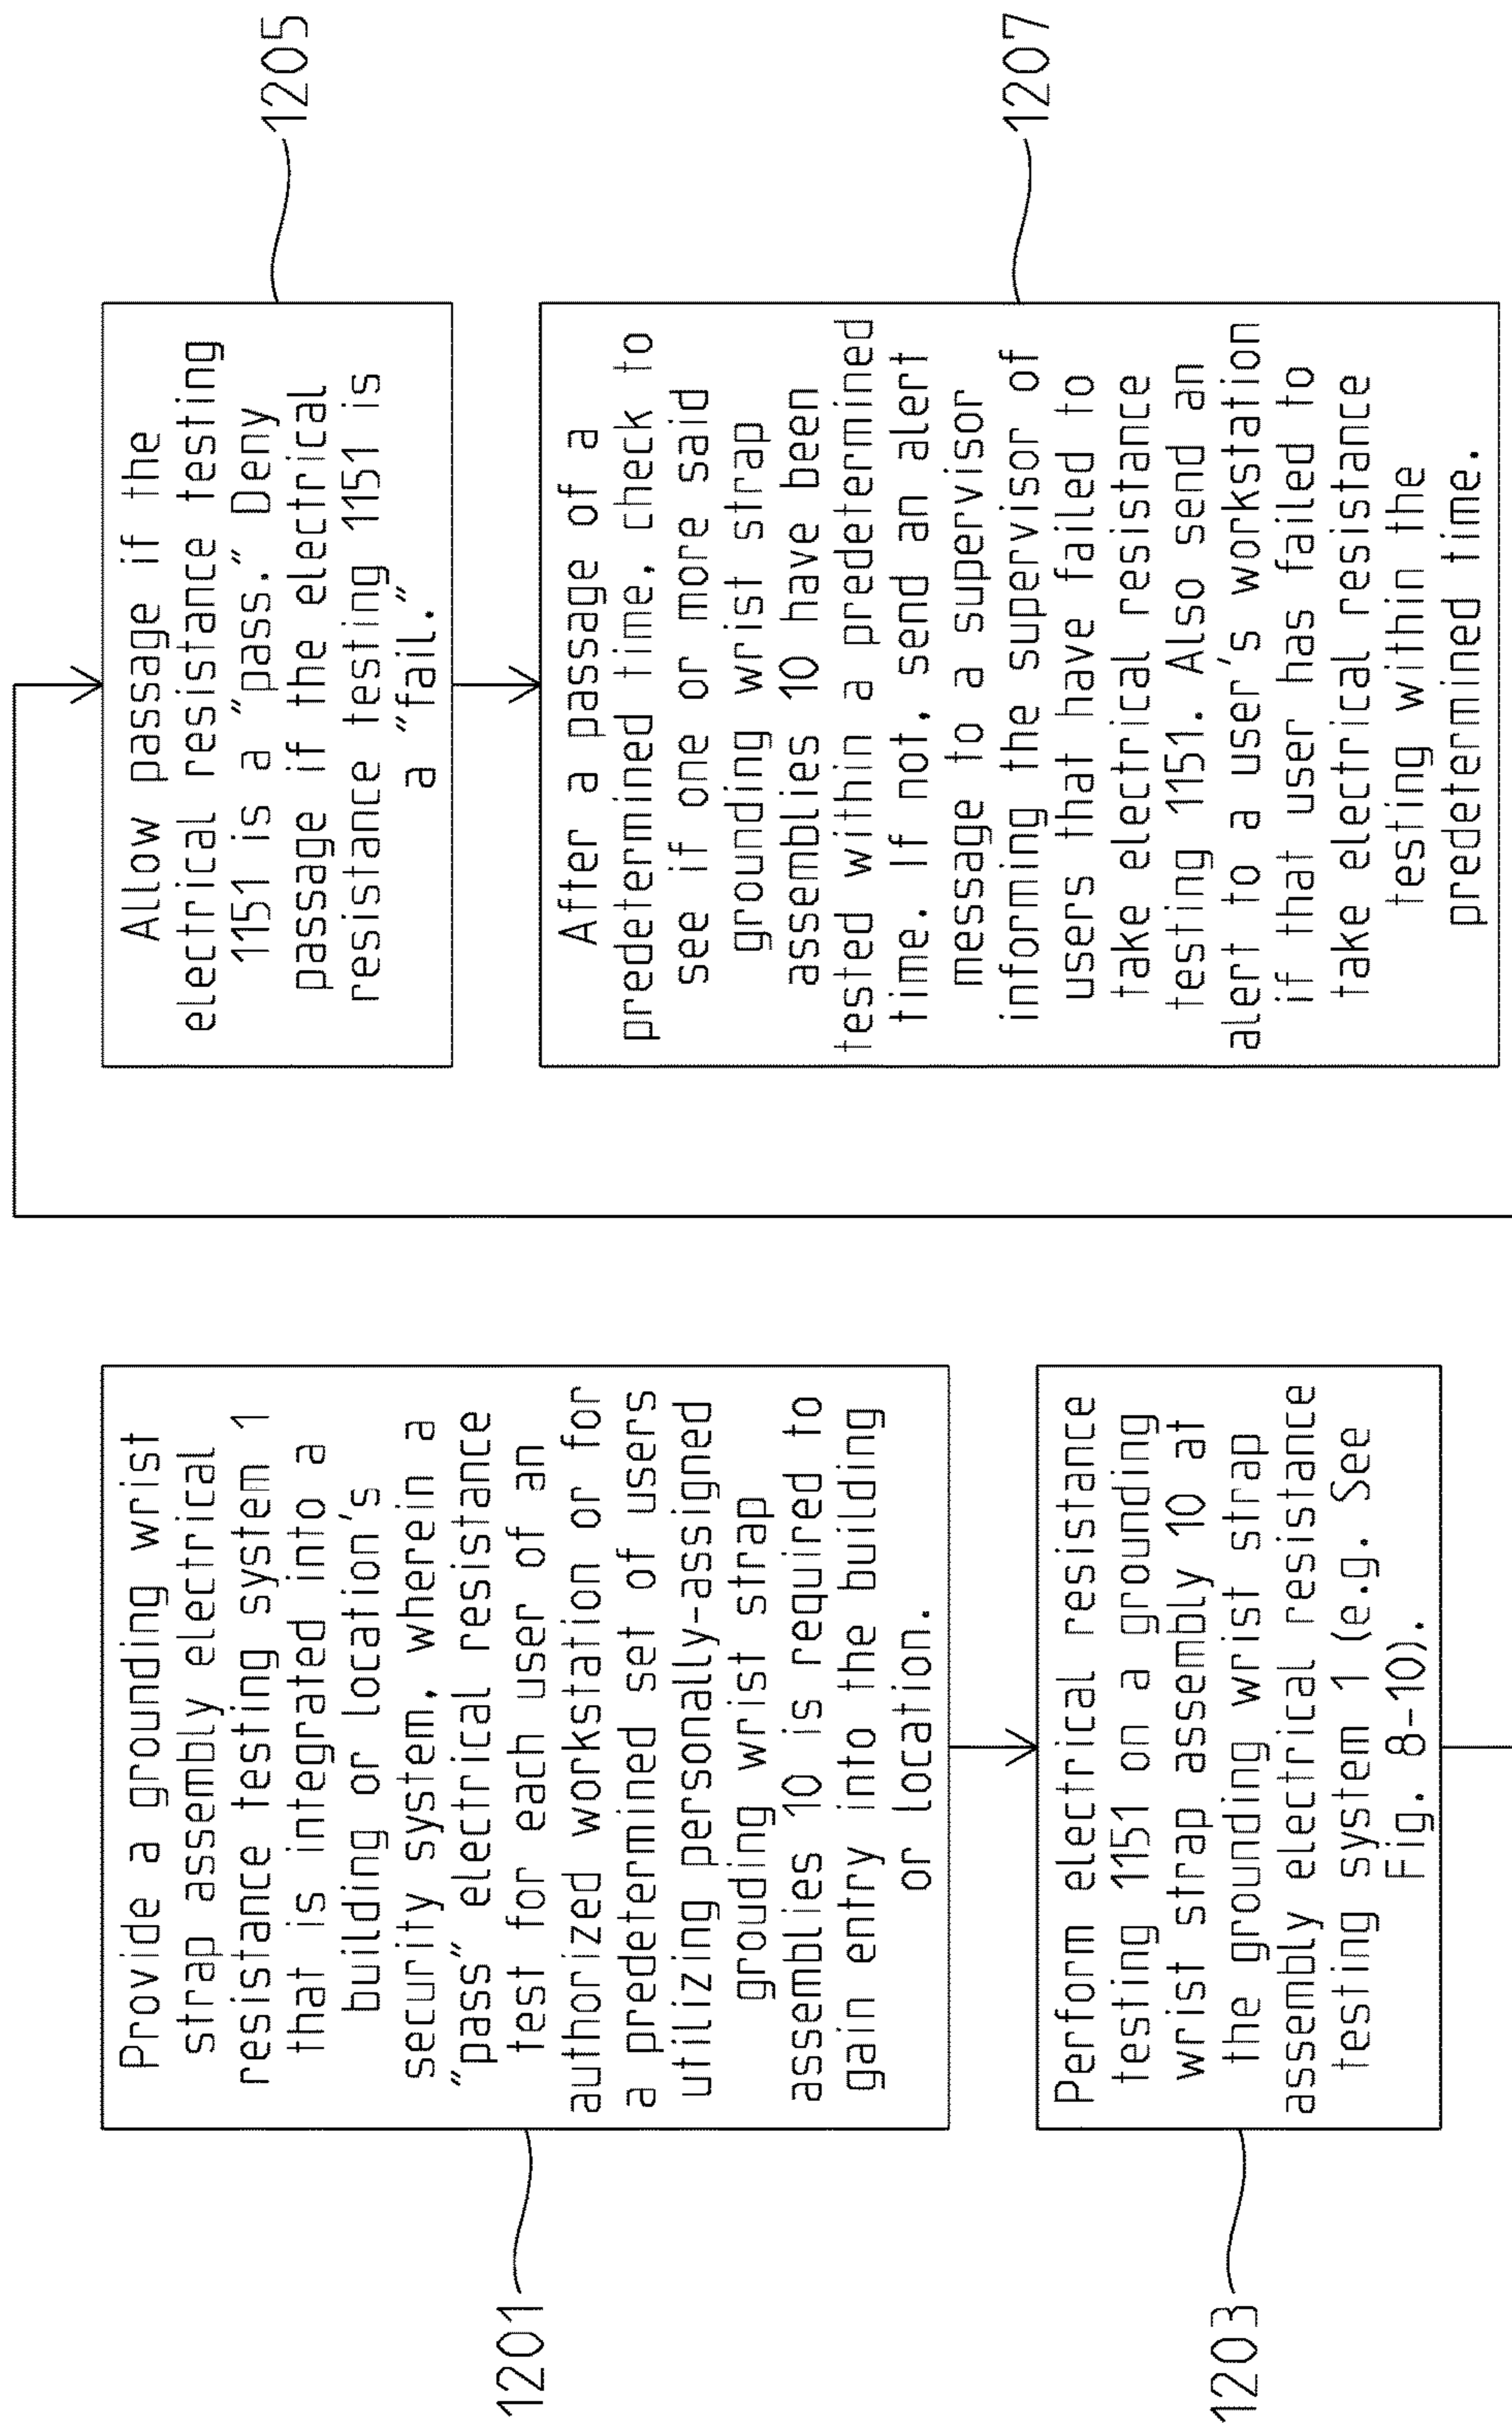 1201
Provide a grounding wrist
strap assembly electrical
resistance testing system 1
that is integrated into a
building or location's
security system, wherein a
"pass" electrical resistance
test for each user of an
authorized workstation or for
a predetermined set of users
utilizing personally-assigned
grouding wrist strap
assemblies 10 is required to
gain entry into the building
or location.
1203
Perform electrical resistance
testing 1151 on a grounding
wrist strap assembly 10 at
the grounding wrist strap
assembly electrical resistance
testing system 1 (e.g. See
Fig. 8-10).
1205
Allow passage if the
electrical resistance testing
1151 is a "pass." Deny
passage if the electrical
resistance testing 1151 is
a "fail."
1207
After a passage of a
predetermined time, check to
see if one or more said
grounding wrist strap
assemblies 10 have been
tested within a predetermined
time. If not, send an alert
message to a supervisor
informing the supervisor of
users that have failed to
take electrical resistance
testing 1151. Also send an
alert to a user's workstation
if that user has failed to
take electrical resistance
testing within the
predetermined time.